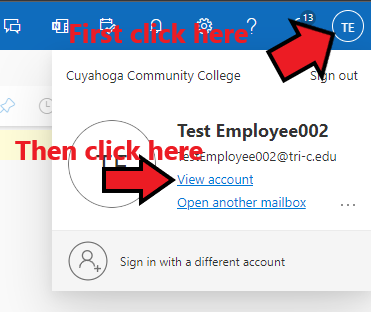 13
First click here
TE
Cuyahoga Community College Sign out
Test Employee002
TestEmployee002@tri-c.edu
Then click here
TE
View account
Open another mailbox ...
Sign in with a different account